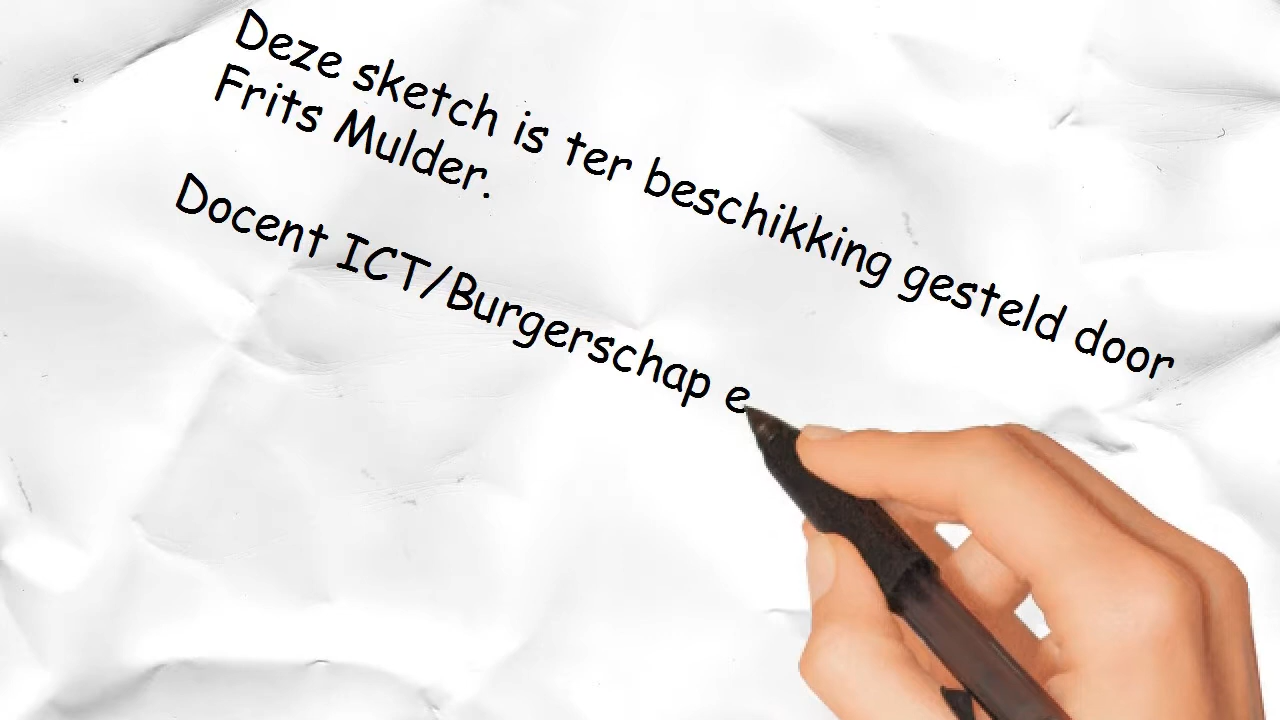 Deze sketch is ter beschikking gesteld door
Frits Mulder.
Docent ICT/Burgerschap e